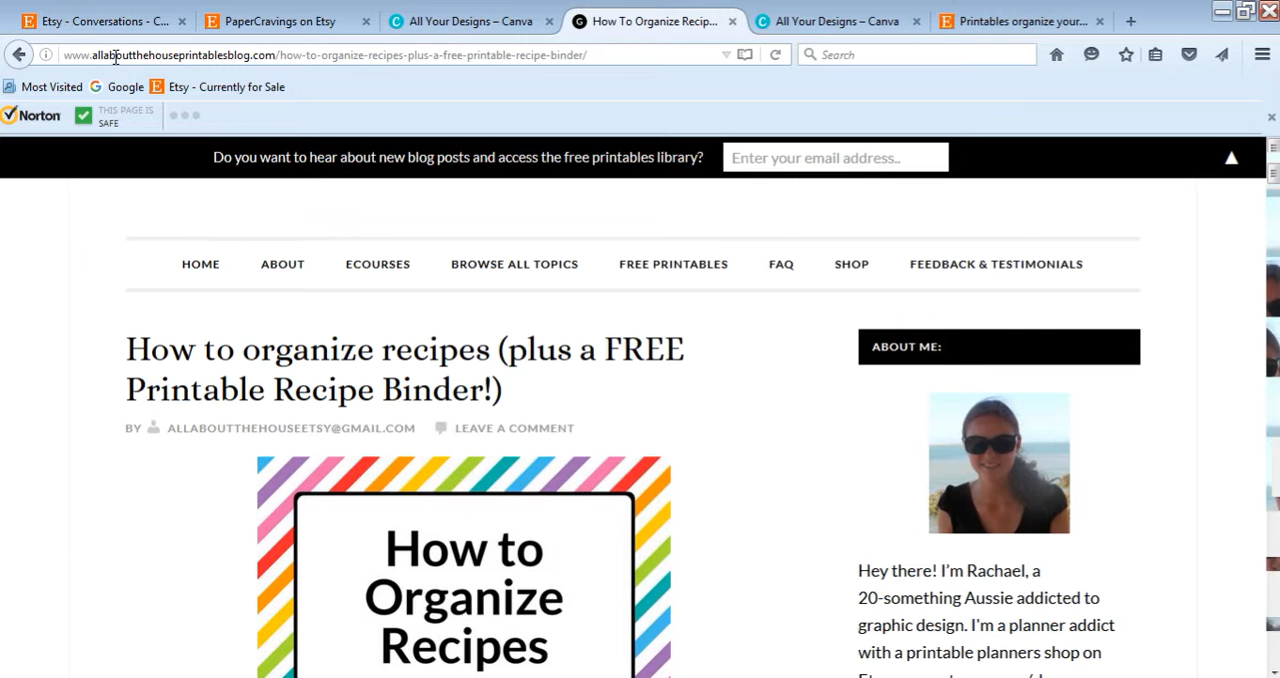 Etsy - Conversations - C...
PaperCravings on Etsy
All Your Designs – Canva
How To Organize Recip...
All Your Designs – Canva
Printables organize your...
www.allaboutthehouseprintablesblog.com/how-to-organize-recipes-plus-a-free-printable-recipe-binder/
Search
Most Visited
Google
Etsy - Currently for Sale
Norton
THIS PAGE IS
SAFE
Do you want to hear about new blog posts and access the free printables library?
Enter your email address..
HOME
ABOUT
ECOURSES
BROWSE ALL TOPICS
FREE PRINTABLES
FAQ
SHOP
FEEDBACK & TESTIMONIALS
How to organize recipes (plus a FREE
Printable Recipe Binder!)
BY ALLABOUTTHEHOUSEETSY@GMAIL.COM
LEAVE A COMMENT
How to
Organize
Recipes
ABOUT ME:
Hey there! I'm Rachael, a
20-something Aussie addicted to
graphic design. I'm a planner addict
with a printable planners shop on